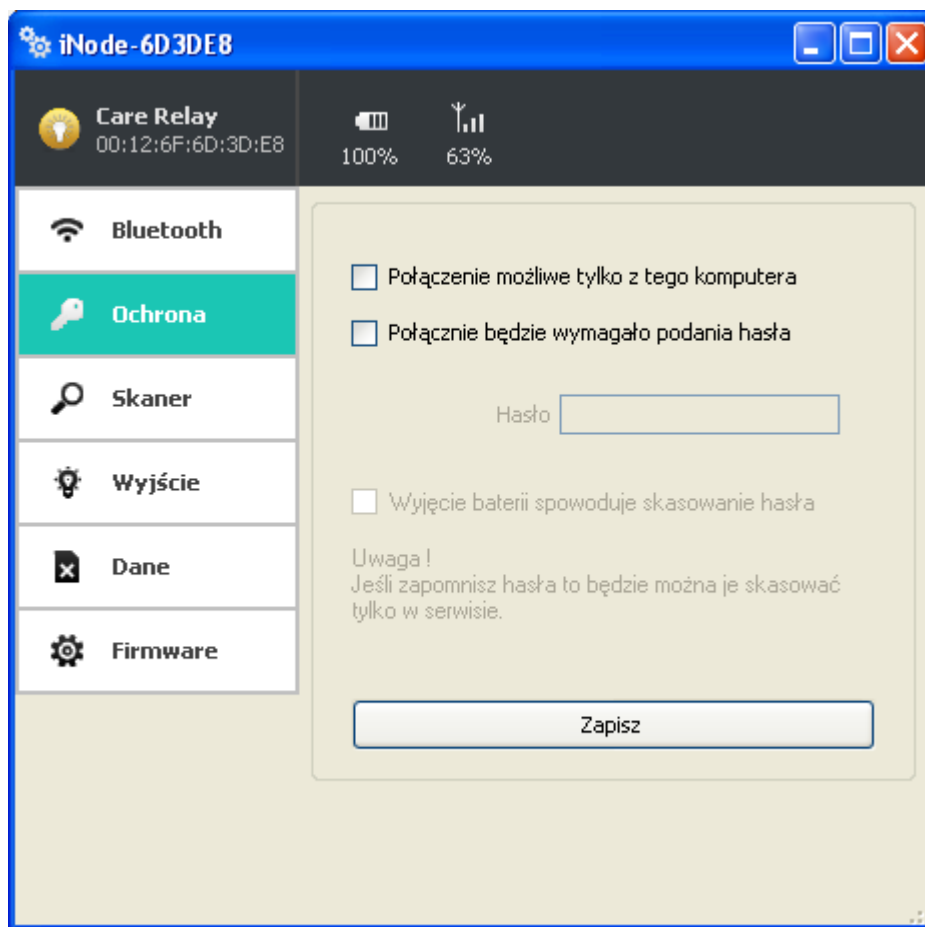 iNode-6D3DE8
Care Relay
00:12:6F:6D:3D:E8
100%
63%
Bluetooth
Ochrona
Skaner
Wyjście
Dane
Firmware
Połączenie możliwe tylko z tego komputera
Połącznie będzie wymagało podania hasła
Hasło
Wyjęcie baterii spowoduje skasowanie hasła
Uwaga !
Jeśli zapomnisz hasła to będzie można je skasować
tylko w serwisie.
Zapisz